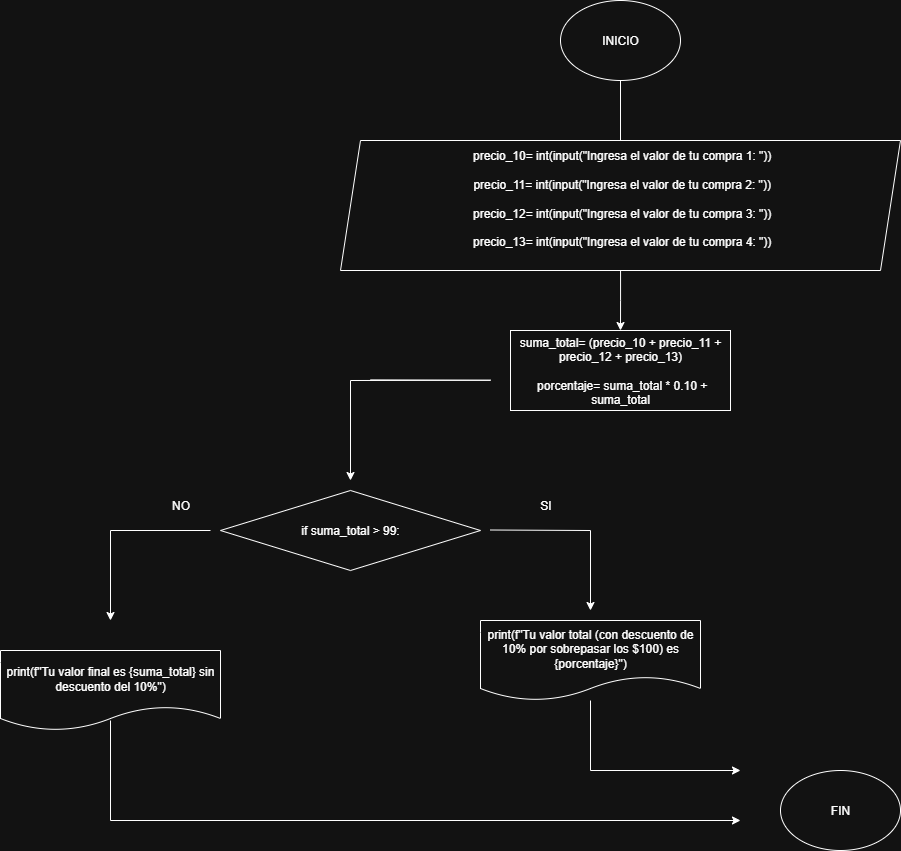 INICIO
precio_10= int(input("Ingresa el valor de tu compra 1: "))
precio_11= int(input("Ingresa el valor de tu compra 2: "))
precio_12= int(input("Ingresa el valor de tu compra 3: "))
precio_13= int(input("Ingresa el valor de tu compra 4: "))
suma_total= (precio_10 + precio_11 +
precio_12 + precio_13)
porcentaje= suma_total * 0.10 +
suma_total
NO
SI
if suma_total > 99:
print(f"Tu valor total (con descuento de
10% por sobrepasar los $100) es
{porcentaje}")
print(f"Tu valor final es {suma_total} sin
descuento del 10%")
FIN